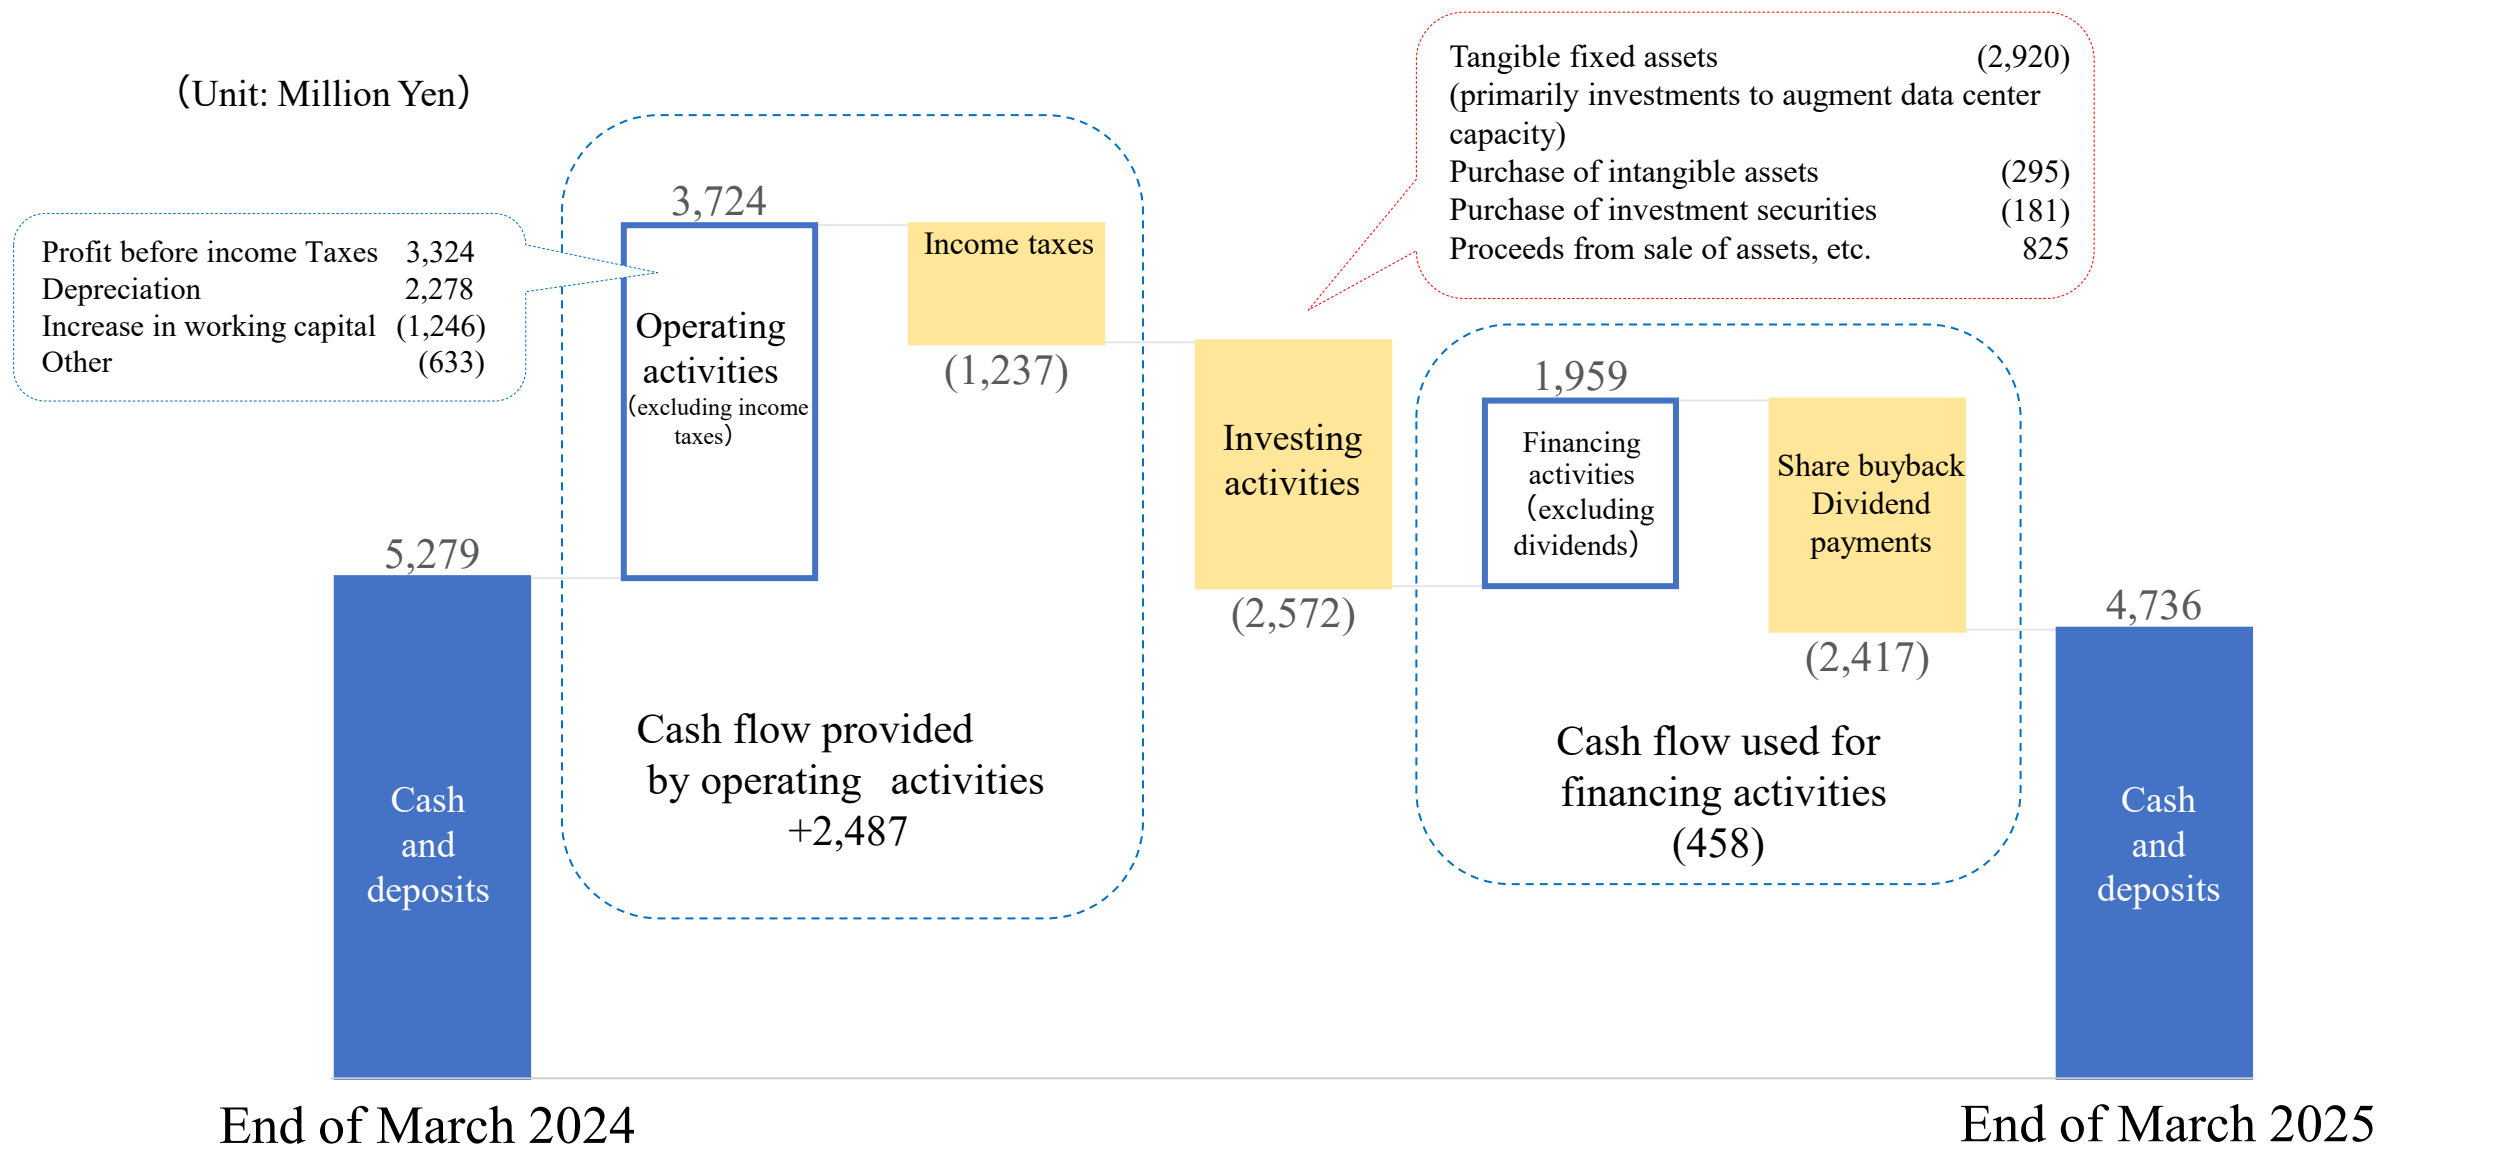 （Unit: Million Yen）
Profit before income Taxes 3,324
Depreciation 2,278
Increase in working capital (1,246)
Other (633)
5,279
Cash
and
deposits
End of March 2024
3,724
Operating
activities
（excluding income
taxes）
Income taxes
(1,237)
Cash flow provided
by operating activities
+2,487
Tangible fixed assets (2,920)
(primarily investments to augment data center
capacity)
Purchase of intangible assets (295)
Purchase of investment securities (181)
Proceeds from sale of assets, etc. 825
Investing
activities
(2,572)
1,959
Financing
activities
（excluding
dividends）
Share buyback
Dividend
payments
(2,417)
Cash flow used for
financing activities
(458)
4,736
Cash
and
deposits
End of March 2025